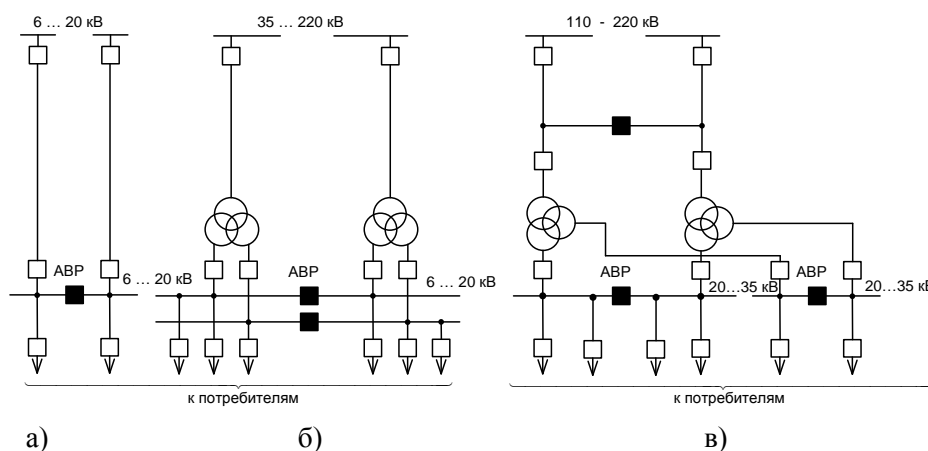 6 ... 20 кВ
35 ... 220 кВ
110 - 220 кВ
АВР
6 ... 20 кВ
АВР
6 ... 20 кВ
АВР
20...35 кВ
АВР
20...35 кВ
к потребителям
к потребителям
а)
б)
в)